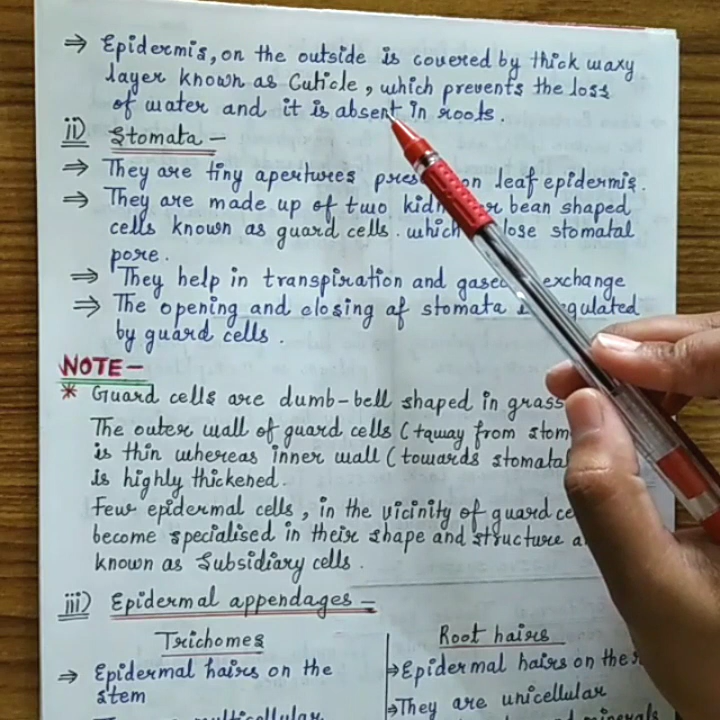 ⇒ Epidermis, on the outside is covered by thick waxy
layer known as Cuticle, which prevents the loss
of water and it is absent in roots.
ii) Stomata -
⇒ They are tiny apertures on leaf epidermis.
⇒ They are made up of two bean shaped
cells known as guard cells. which stomatal
pore.
⇒ They help in transpiration and exchange
⇒ The opening and closing of stomata
by guard cells.
NOTE -
* Guard cells are dumb-bell shaped in grass
The outer wall of guard cells (
away from
is thin whereas inner wall (towards stomatal
is highly thickened.
Few epidermal cells, in the vicinity of guard
become specialised in their shape and structure
known as Subsidiary cells.
iii) Epidermal appendages -
Trichomes
⇒ Epidermal hairs on the
stem
Root hairs
⇒ Epidermal hairs on the
⇒ They are unicellular